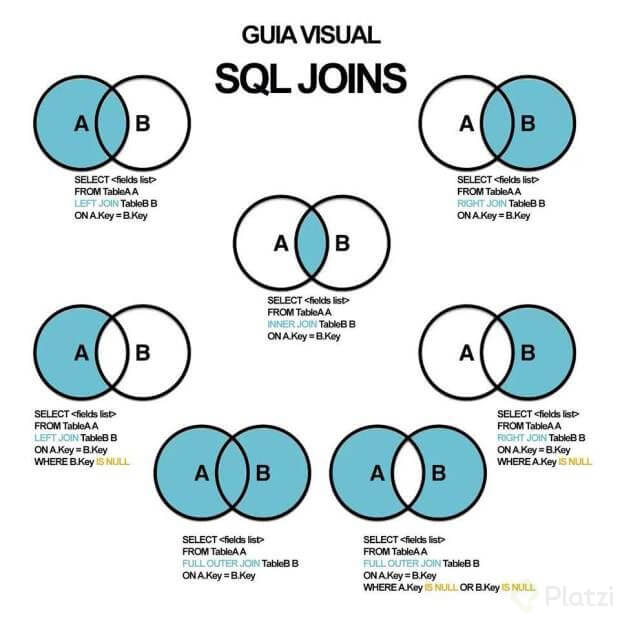 GUIA VISUAL
SQL JOINS
A B
SELECT <fields list>
FROM TableA A
LEFT JOIN TableB B
ON A.Key = B.Key
A B
SELECT <fields list>
FROM TableA A
RIGHT JOIN TableB B
ON A.Key = B.Key
A B
SELECT <fields list>
FROM TableA A
INNER JOIN TableB B
ON A.Key = B.Key
A B
SELECT <fields list>
FROM TableA A
LEFT JOIN TableB B
ON A.Key = B.Key
WHERE B.Key IS NULL
A B
SELECT <fields list>
FROM TableA A
RIGHT JOIN TableB B
ON A.Key = B.Key
WHERE A.Key IS NULL
A B
SELECT <fields list>
FROM TableA A
FULL OUTER JOIN TableB B
ON A.Key = B.Key
A B
SELECT <fields list>
FROM TableA A
FULL OUTER JOIN TableB B
ON A.Key = B.Key
WHERE A.Key IS NULL OR B.Key IS NULL
Platzi